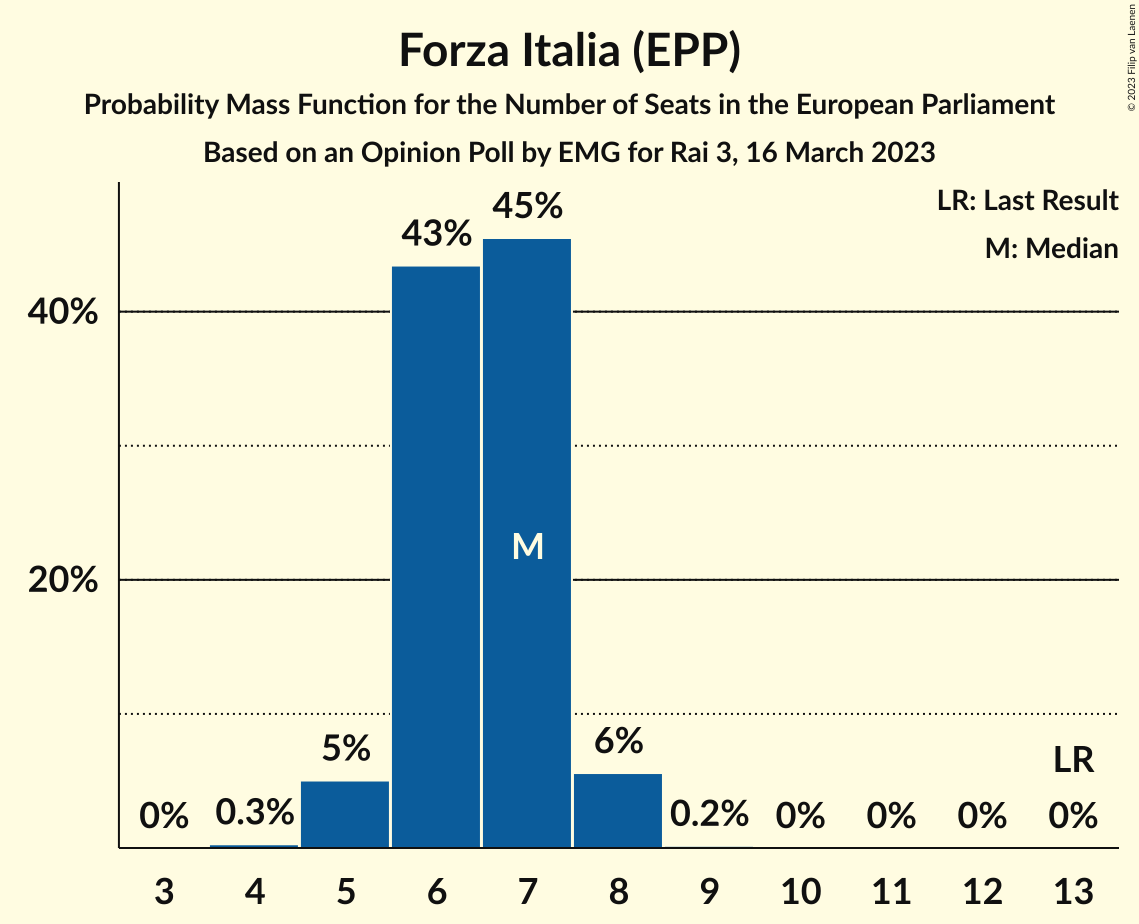 Forza Italia (EPP)
Probability Mass Function for the Number of Seats in the European Parliament
Based on an Opinion Poll by EMG for Rai 3, 16 March 2023
© 2023 Filip van Laenen
LR: Last Result
M: Median
40%
20%
0%
0.3%
5%
43%
45%
M
6%
0.2%
0%
0%
0%
LR
0%
3 4 5 6 7 8 9 10 11 12 13